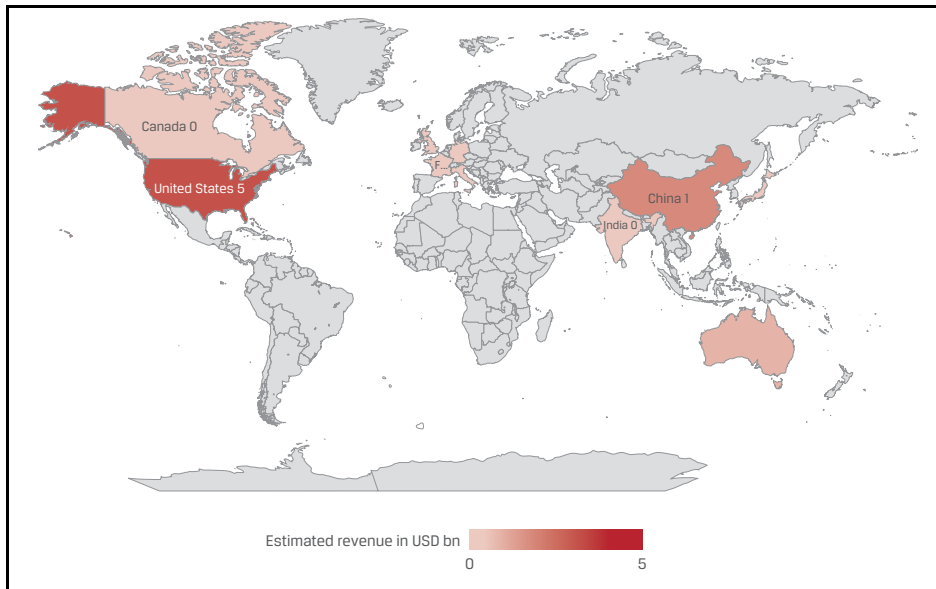 Canada 0
United States 5
F...
China 1
India 0
Estimated revenue in USD bn
0
5